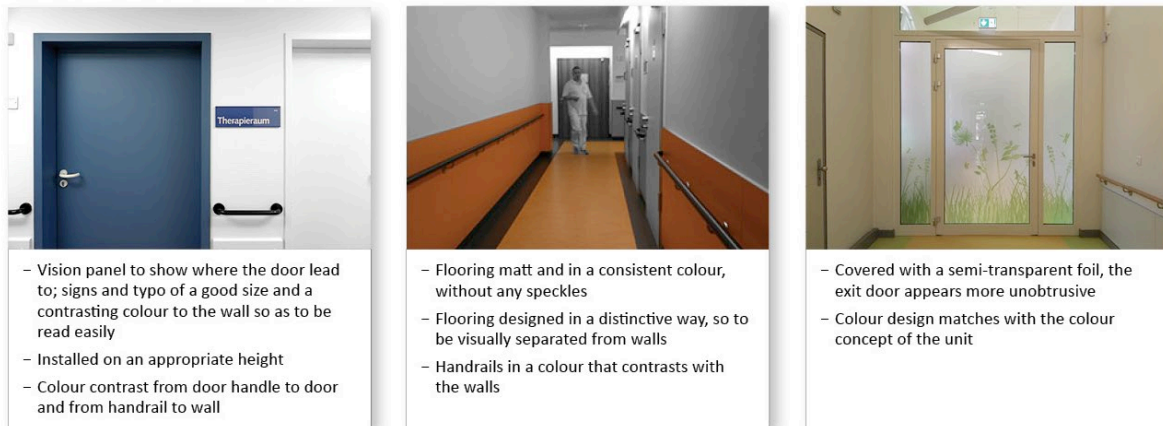 Therapieraum
– Vision panel to show where the door lead
to; signs and typo of a good size and a
contrasting colour to the wall so as to be
read easily
– Installed on an appropriate height
– Colour contrast from door handle to door
and from handrail to wall
– Flooring matt and in a consistent colour,
without any speckles
– Flooring designed in a distinctive way, so to
be visually separated from walls
– Handrails in a colour that contrasts with
the walls
– Covered with a semi-transparent foil, the
exit door appears more unobtrusive
– Colour design matches with the colour
concept of the unit